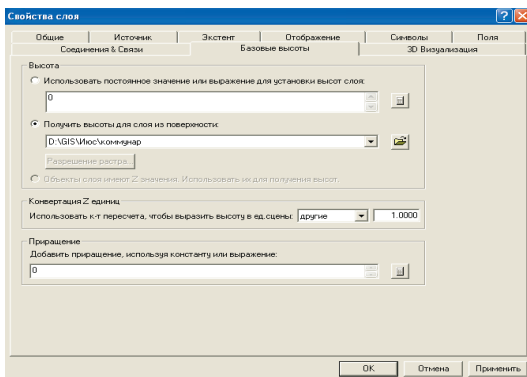 Свойства слоя
Общие Источник Экстент Отображение Символы Поля
Соединения & Связи Базовые высоты 3D Визуализация
Высота
Использовать постоянное значение или выражение для установки высот слоя:
0
Получить высоты для слоя из поверхности:
D:\GIS\Июс\коммунар
Разрешение растра...
Объекты слоя имеют Z значения. Использовать их для получения высот.
Конвертация Z единиц
Использовать к-т пересчета, чтобы выразить высоту в ед.сцены: другие 1.0000
Приращение
Добавить приращение, используя константу или выражение:
0
OK Отмена Применить